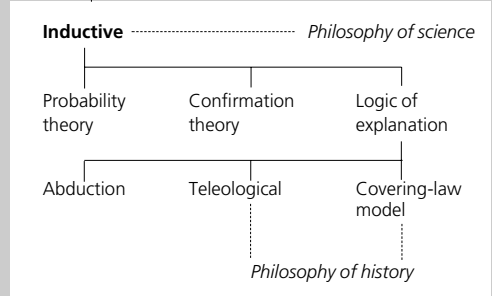 Inductive Philosophy of science
Probability theory
Confirmation theory
Logic of explanation
Abduction
Teleological
Covering-law model
Philosophy of history